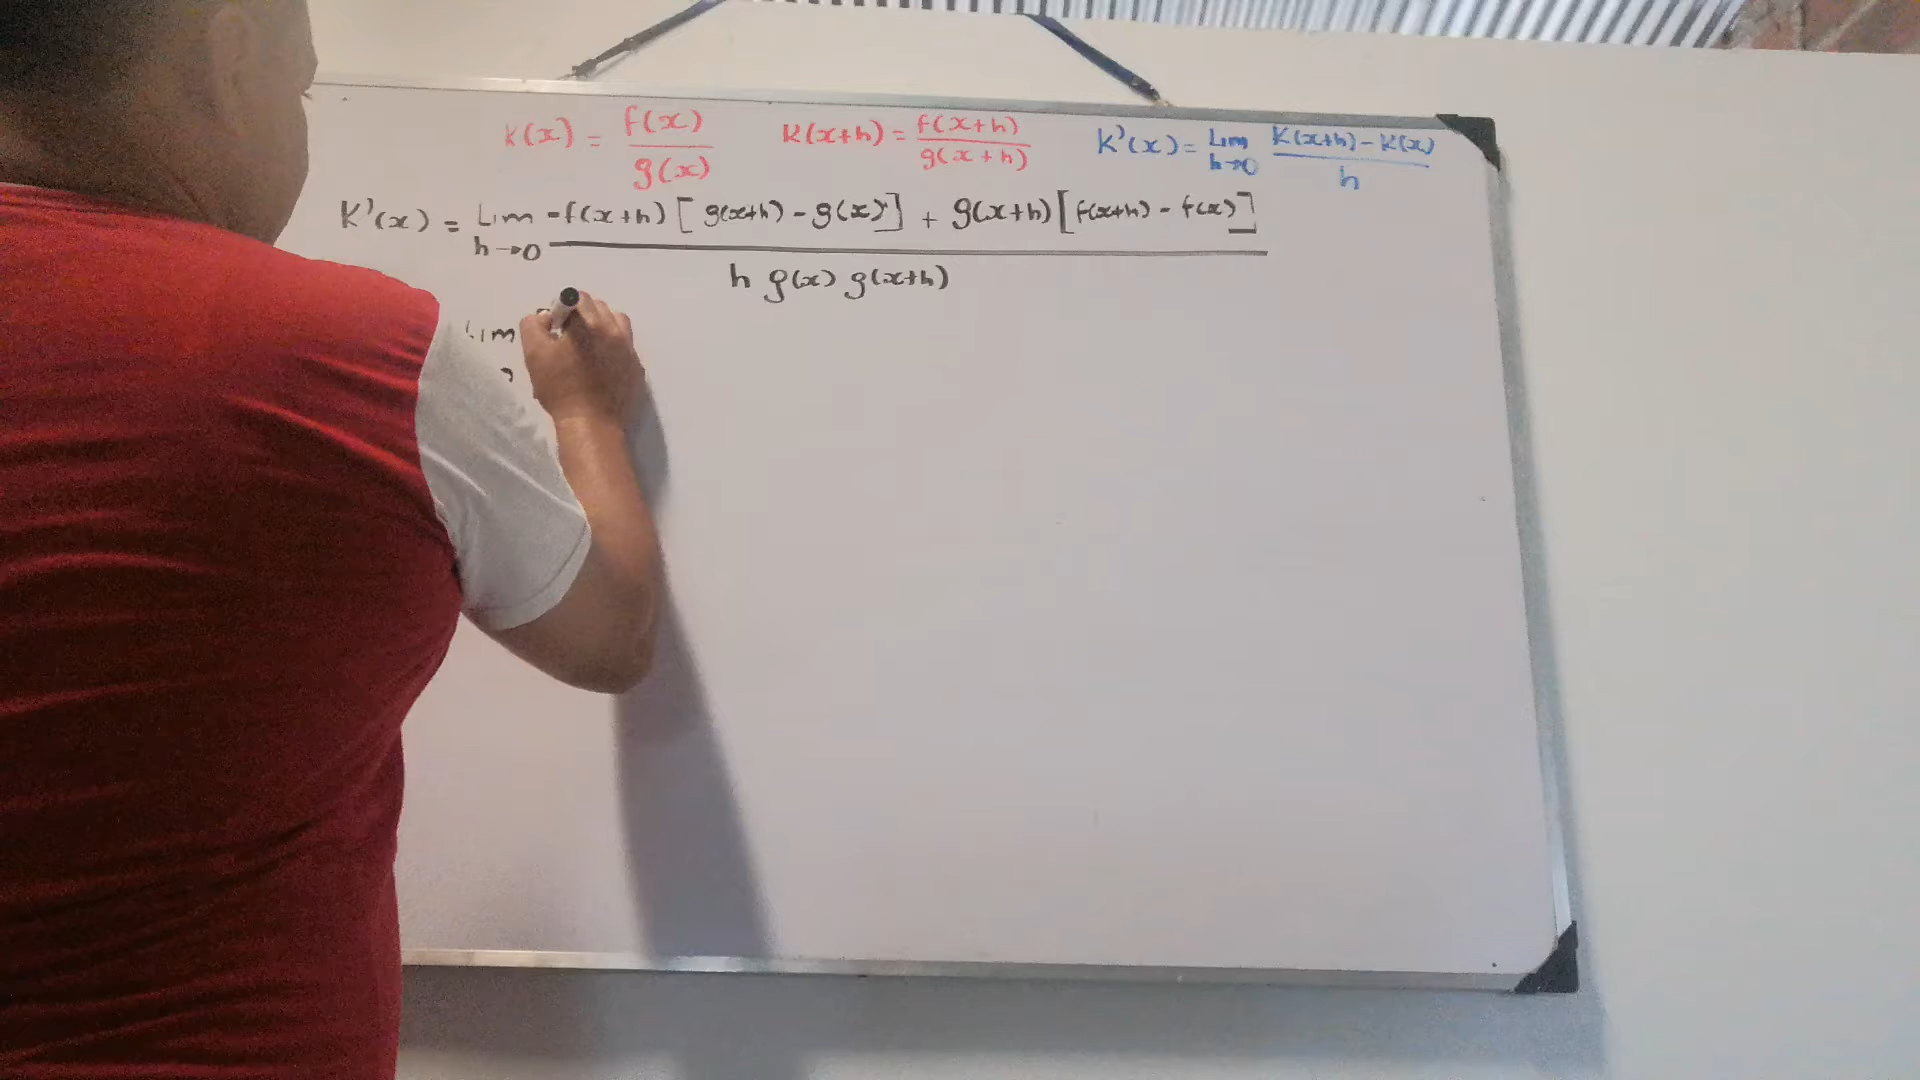 K(x) = f(x)/g(x) K(x+h) = f(x+h)/g(x+h) K'(x) = Lim h→0 K(x+h) - K(x)/h
K'(x) = Lim h→0 -f(x+h) [g(x+h) - g(x)] + g(x+h) [f(x+h) - f(x)]
h g(x) g(x+h)
Lim